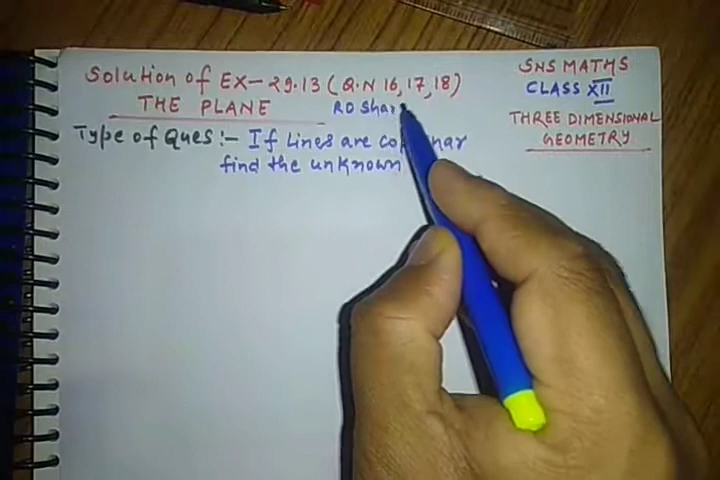 Solution of EX-29.13 (Q.N 16,17,18)
THE PLANE
RD
Type of Ques:- If Lines are
find the unknown
SNS MATHS
CLASS XII
THREE DIMENSIONAL
GEOMETRY